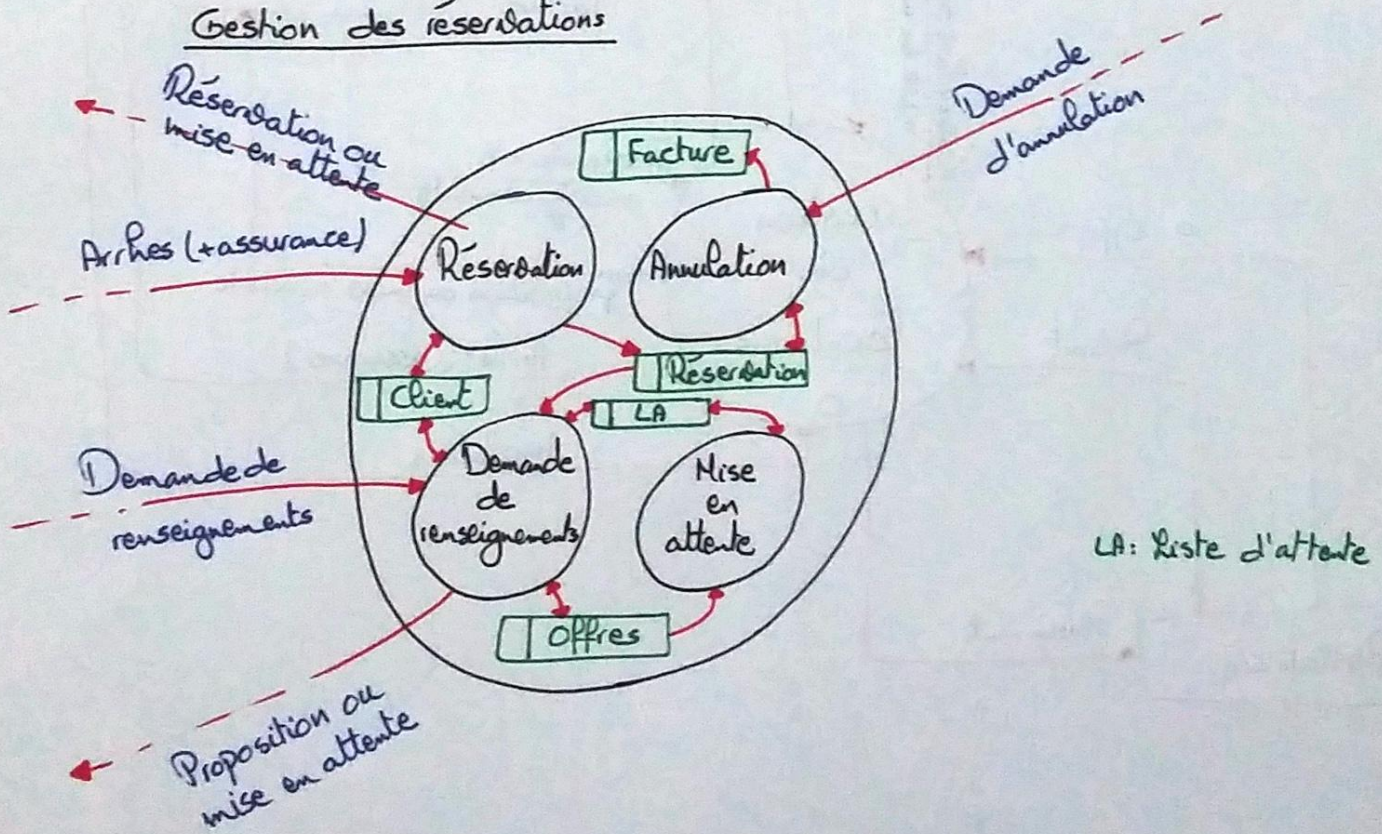 Gestion des réservations
Réservation ou
mise en attente
Demande
d'annulation
Facture
Arrhes (+assurance)
Réservation
Annulation
Réservation
Client
LA
Demande de
renseignements
Demande
de
renseignements
Mise
en
attente
LA: Liste d'attente
Offres
Proposition ou
mise en attente